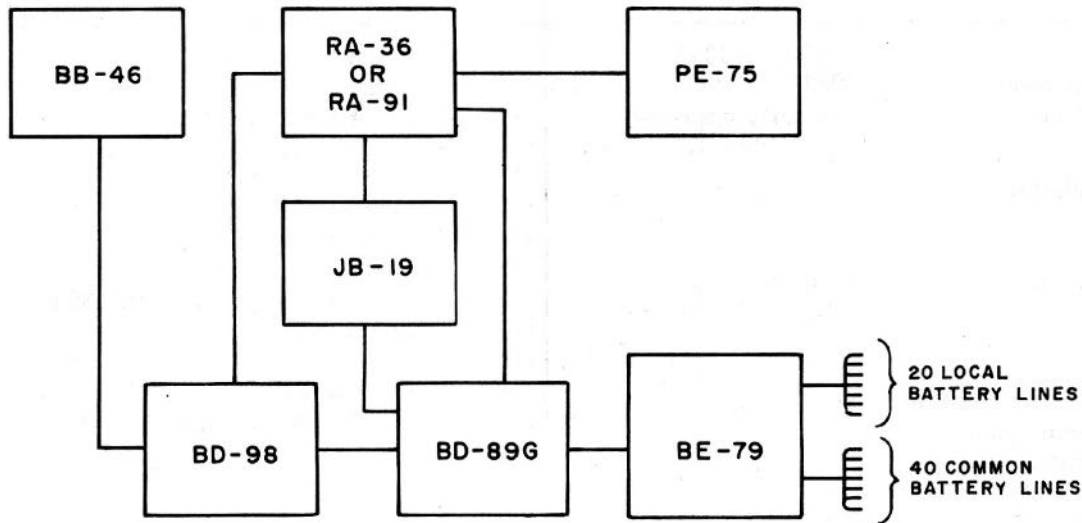 BB-46
RA-36
OR
RA-91
PE-75
JB-19
BD-98
BD-89G
BE-79
20 LOCAL
BATTERY LINES
40 COMMON
BATTERY LINES